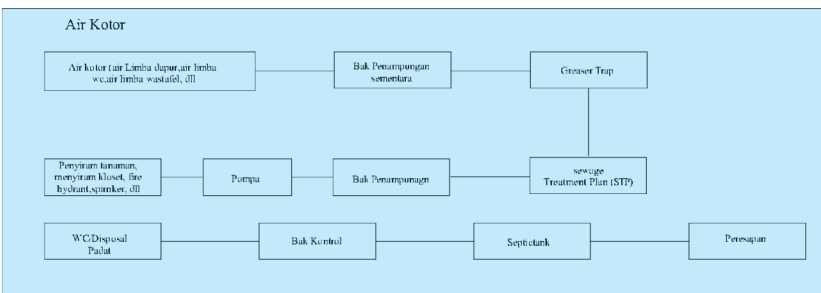 Air Kotor
Air kotor (air Limba dapur,air limba
wc,air limba wastafel, dll
Bak Penampungan
sementara
Greaser Trap
Penyiram tanaman,
menyiram kloset, fire
hydrant,spinnker, dll
Pompa
Bak Penampunagn
sewoge
Treatment Plan (STP)
WC/Disposal
Padat
Bak Kontrol
Septictank
Peresapan